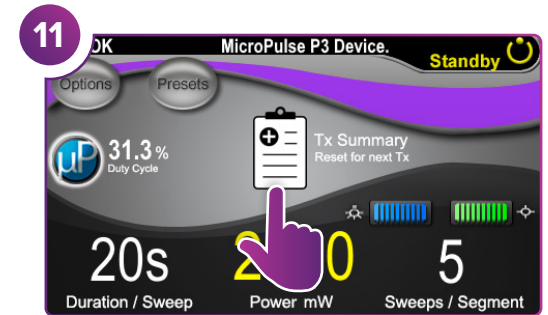 11
OK MicroPulse P3 Device.
Standby
Options Presets
µP 31.3 %
Duty Cycle
Tx Summary
Reset for next Tx
20s 5
Duration / Sweep Power mW Sweeps / Segment